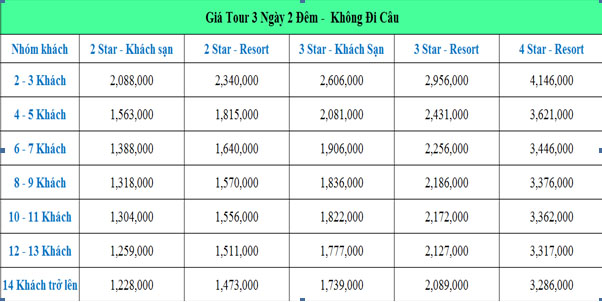 Giá Tour 3 Ngày 2 Đêm - Không Đi Câu
Nhóm khách 2 Star - Khách sạn 2 Star - Resort 3 Star - Khách Sạn 3 Star - Resort 4 Star - Resort
2 - 3 Khách 2,088,000 2,340,000 2,606,000 2,956,000 4,146,000
4 - 5 Khách 1,563,000 1,815,000 2,081,000 2,431,000 3,621,000
6 - 7 Khách 1,388,000 1,640,000 1,906,000 2,256,000 3,446,000
8 - 9 Khách 1,318,000 1,570,000 1,836,000 2,186,000 3,376,000
10 - 11 Khách 1,304,000 1,556,000 1,822,000 2,172,000 3,362,000
12 - 13 Khách 1,259,000 1,511,000 1,777,000 2,127,000 3,317,000
14 Khách trở lên 1,228,000 1,473,000 1,739,000 2,089,000 3,286,000